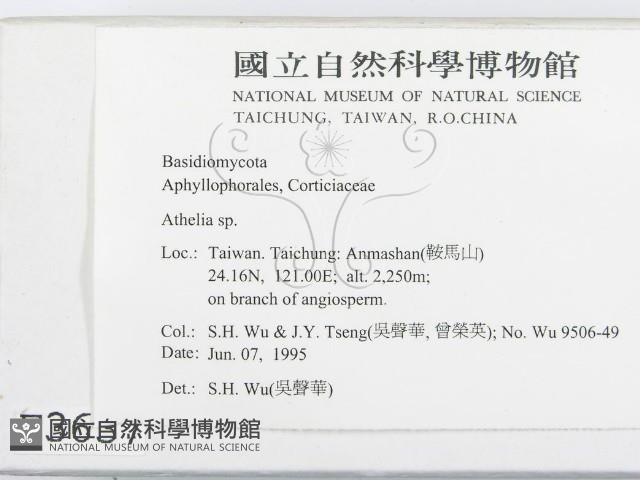 國立自然科學博物館
NATIONAL MUSEUM OF NATURAL SCIENCE
TAICHUNG, TAIWAN, R.O.CHINA
Basidiomycota
Aphyllophorales, Corticiaceae
Athelia sp.
Loc.: Taiwan. Taichung: Anmashan(鞍馬山)
24.16N, 121.00E; alt. 2,250m;
on branch of angiosperm.
Col.: S.H. Wu & J.Y. Tseng(吳聲華, 曾榮英); No. Wu 9506-49
Date: Jun. 07, 1995
Det.: S.H. Wu(吳聲華)
國立自然科學博物館
NATIONAL MUSEUM OF NATURAL SCIENCE